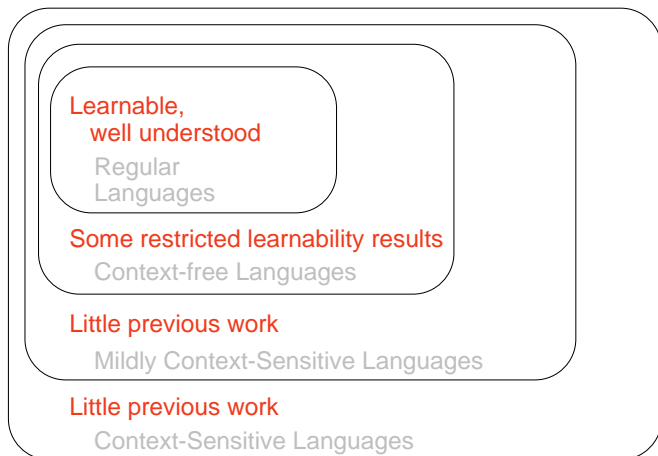 Learnable,
well understood
Regular
Languages
Some restricted learnability results
Context-free Languages
Little previous work
Mildly Context-Sensitive Languages
Little previous work
Context-Sensitive Languages